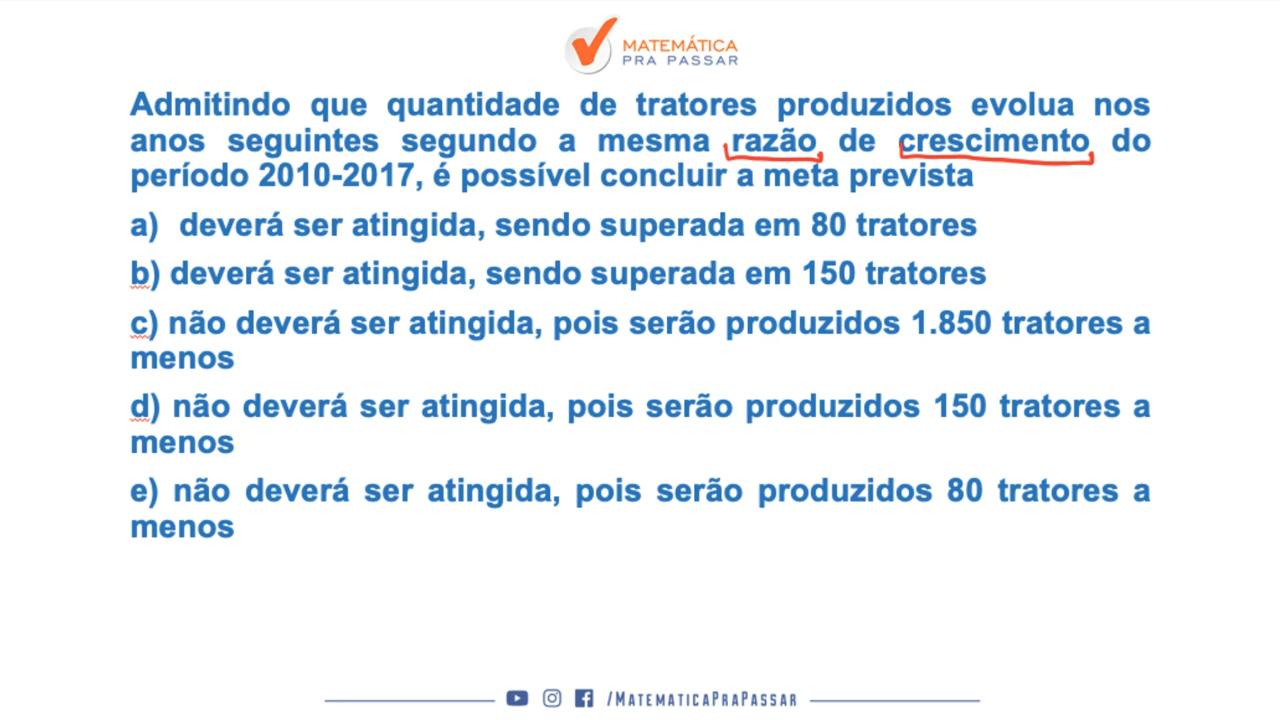 MATEMÁTICA
PRA PASSAR
Admitindo que quantidade de tratores produzidos evolua nos
anos seguintes segundo a mesma razão de crescimento do
período 2010-2017, é possível concluir a meta prevista
a) deverá ser atingida, sendo superada em 80 tratores
b) deverá ser atingida, sendo superada em 150 tratores
c) não deverá ser atingida, pois serão produzidos 1.850 tratores a
menos
d) não deverá ser atingida, pois serão produzidos 150 tratores a
menos
e) não deverá ser atingida, pois serão produzidos 80 tratores a
menos
/MATEMATICAPRAPASSAR